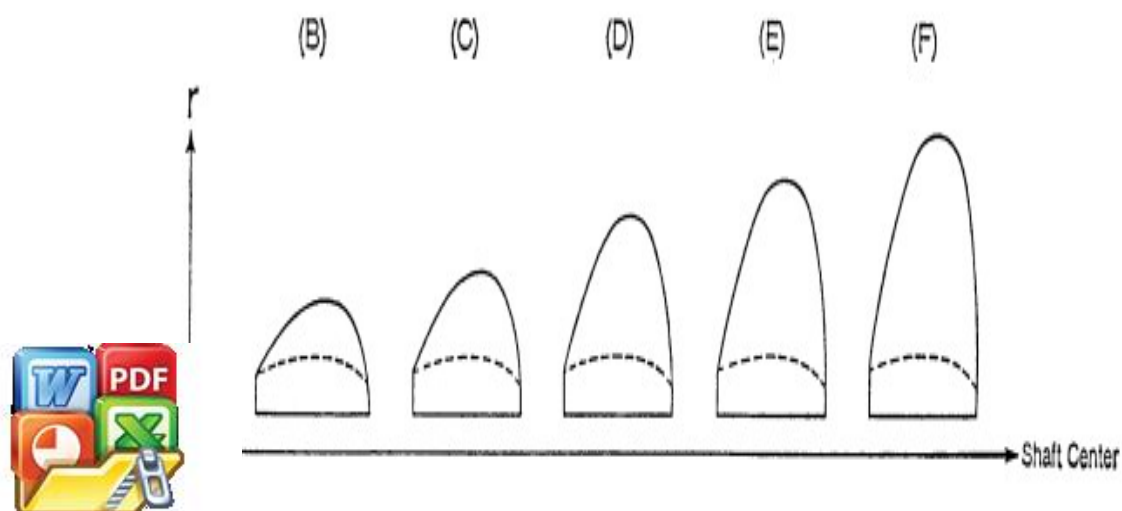 (B) (C) (D) (E) (F)
r
W PDF
X
Shaft Center